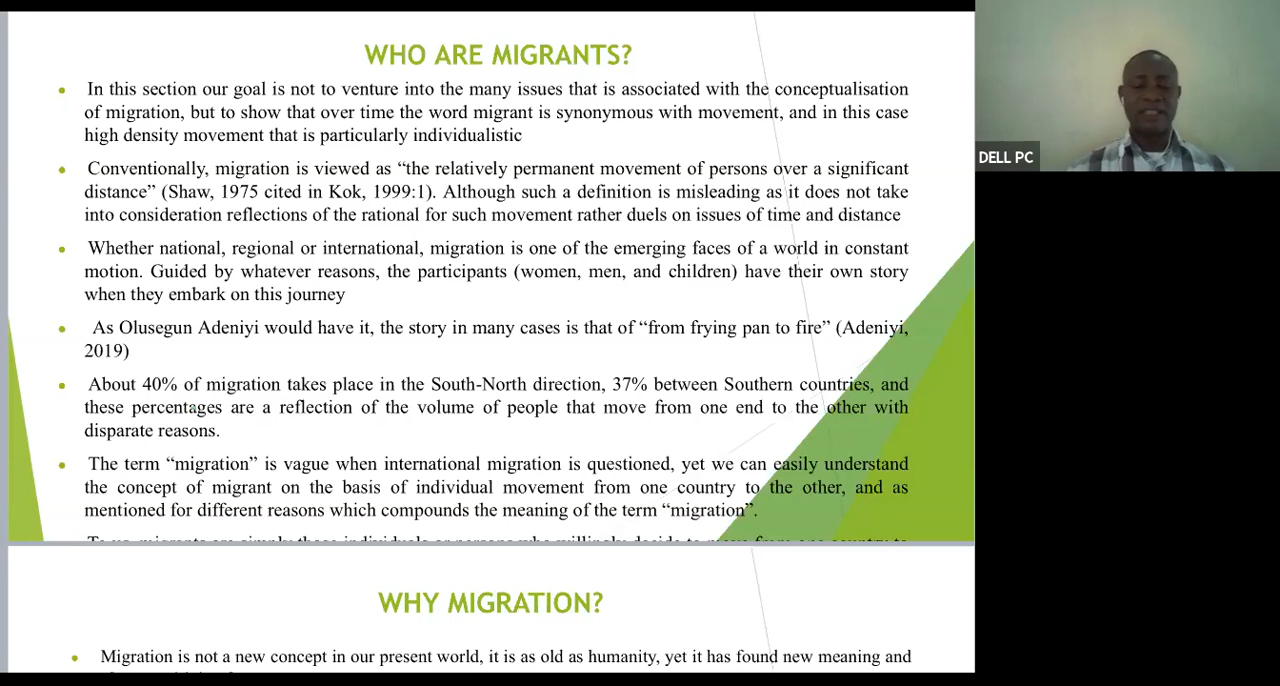 WHO ARE MIGRANTS?
• In this section our goal is not to venture into the many issues that is associated with the conceptualisation
of migration, but to show that over time the word migrant is synonymous with movement, and in this case
high density movement that is particularly individualistic
• Conventionally, migration is viewed as “the relatively permanent movement of persons over a significant
distance” (Shaw, 1975 cited in Kok, 1999:1). Although such a definition is misleading as it does not take
into consideration reflections of the rational for such movement rather duels on issues of time and distance
• Whether national, regional or international, migration is one of the emerging faces of a world in constant
motion. Guided by whatever reasons, the participants (women, men, and children) have their own story
when they embark on this journey
• As Olusegun Adeniyi would have it, the story in many cases is that of “from frying pan to fire” (Adeniyi,
2019)
• About 40% of migration takes place in the South-North direction, 37% between Southern countries, and
these percentages are a reflection of the volume of people that move from one end to the other with
disparate reasons.
• The term “migration” is vague when international migration is questioned, yet we can easily understand
the concept of migrant on the basis of individual movement from one country to the other, and as
mentioned for different reasons which compounds the meaning of the term “migration”.
WHY MIGRATION?
• Migration is not a new concept in our present world, it is as old as humanity, yet it has found new meaning and
DELL PC